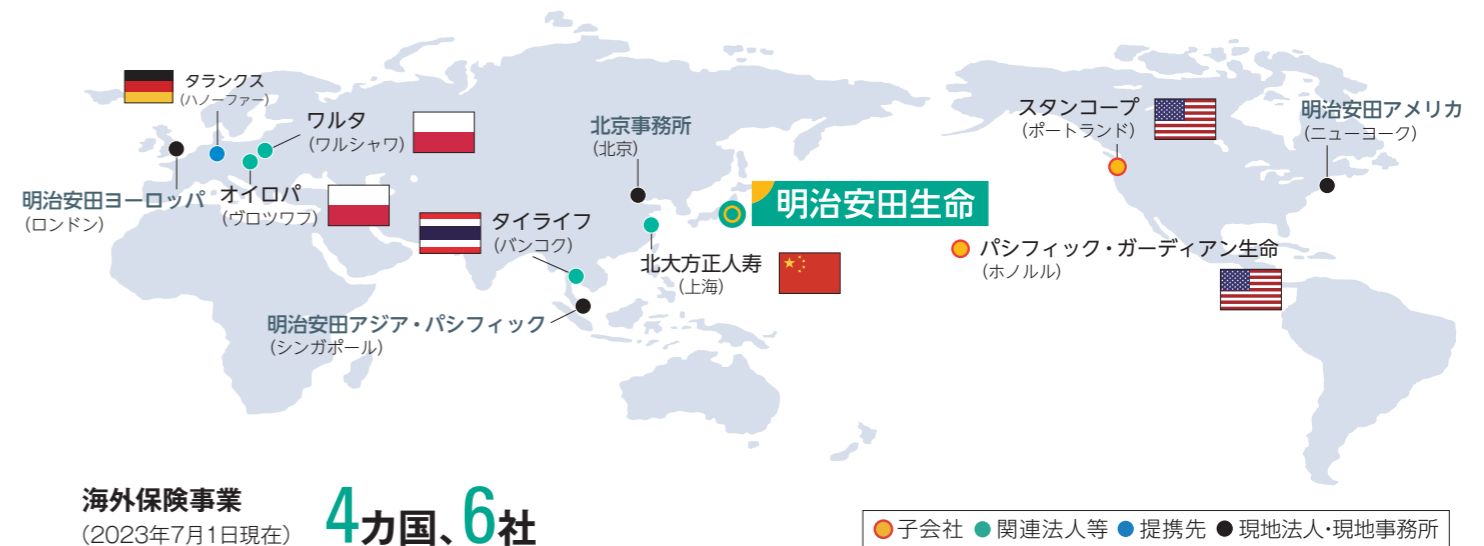 タランクス
（ハノーファー）
ワルタ
（ワルシャワ）
明治安田ヨーロッパ
（ロンドン）
オイロパ
（ヴロツワフ）
タイライフ
（バンコク）
北京事務所
（北京）
明治安田生命
北大方正人寿
（上海）
明治安田アジア・パシフィック
（シンガポール）
スタンコープ
（ポートランド）
明治安田アメリカ
（ニューヨーク）
パシフィック・ガーディアン生命
（ホノルル）
海外保険事業
（2023年7月1日現在）
4カ国、6社
子会社 関連法人等 提携先 現地法人・現地事務所